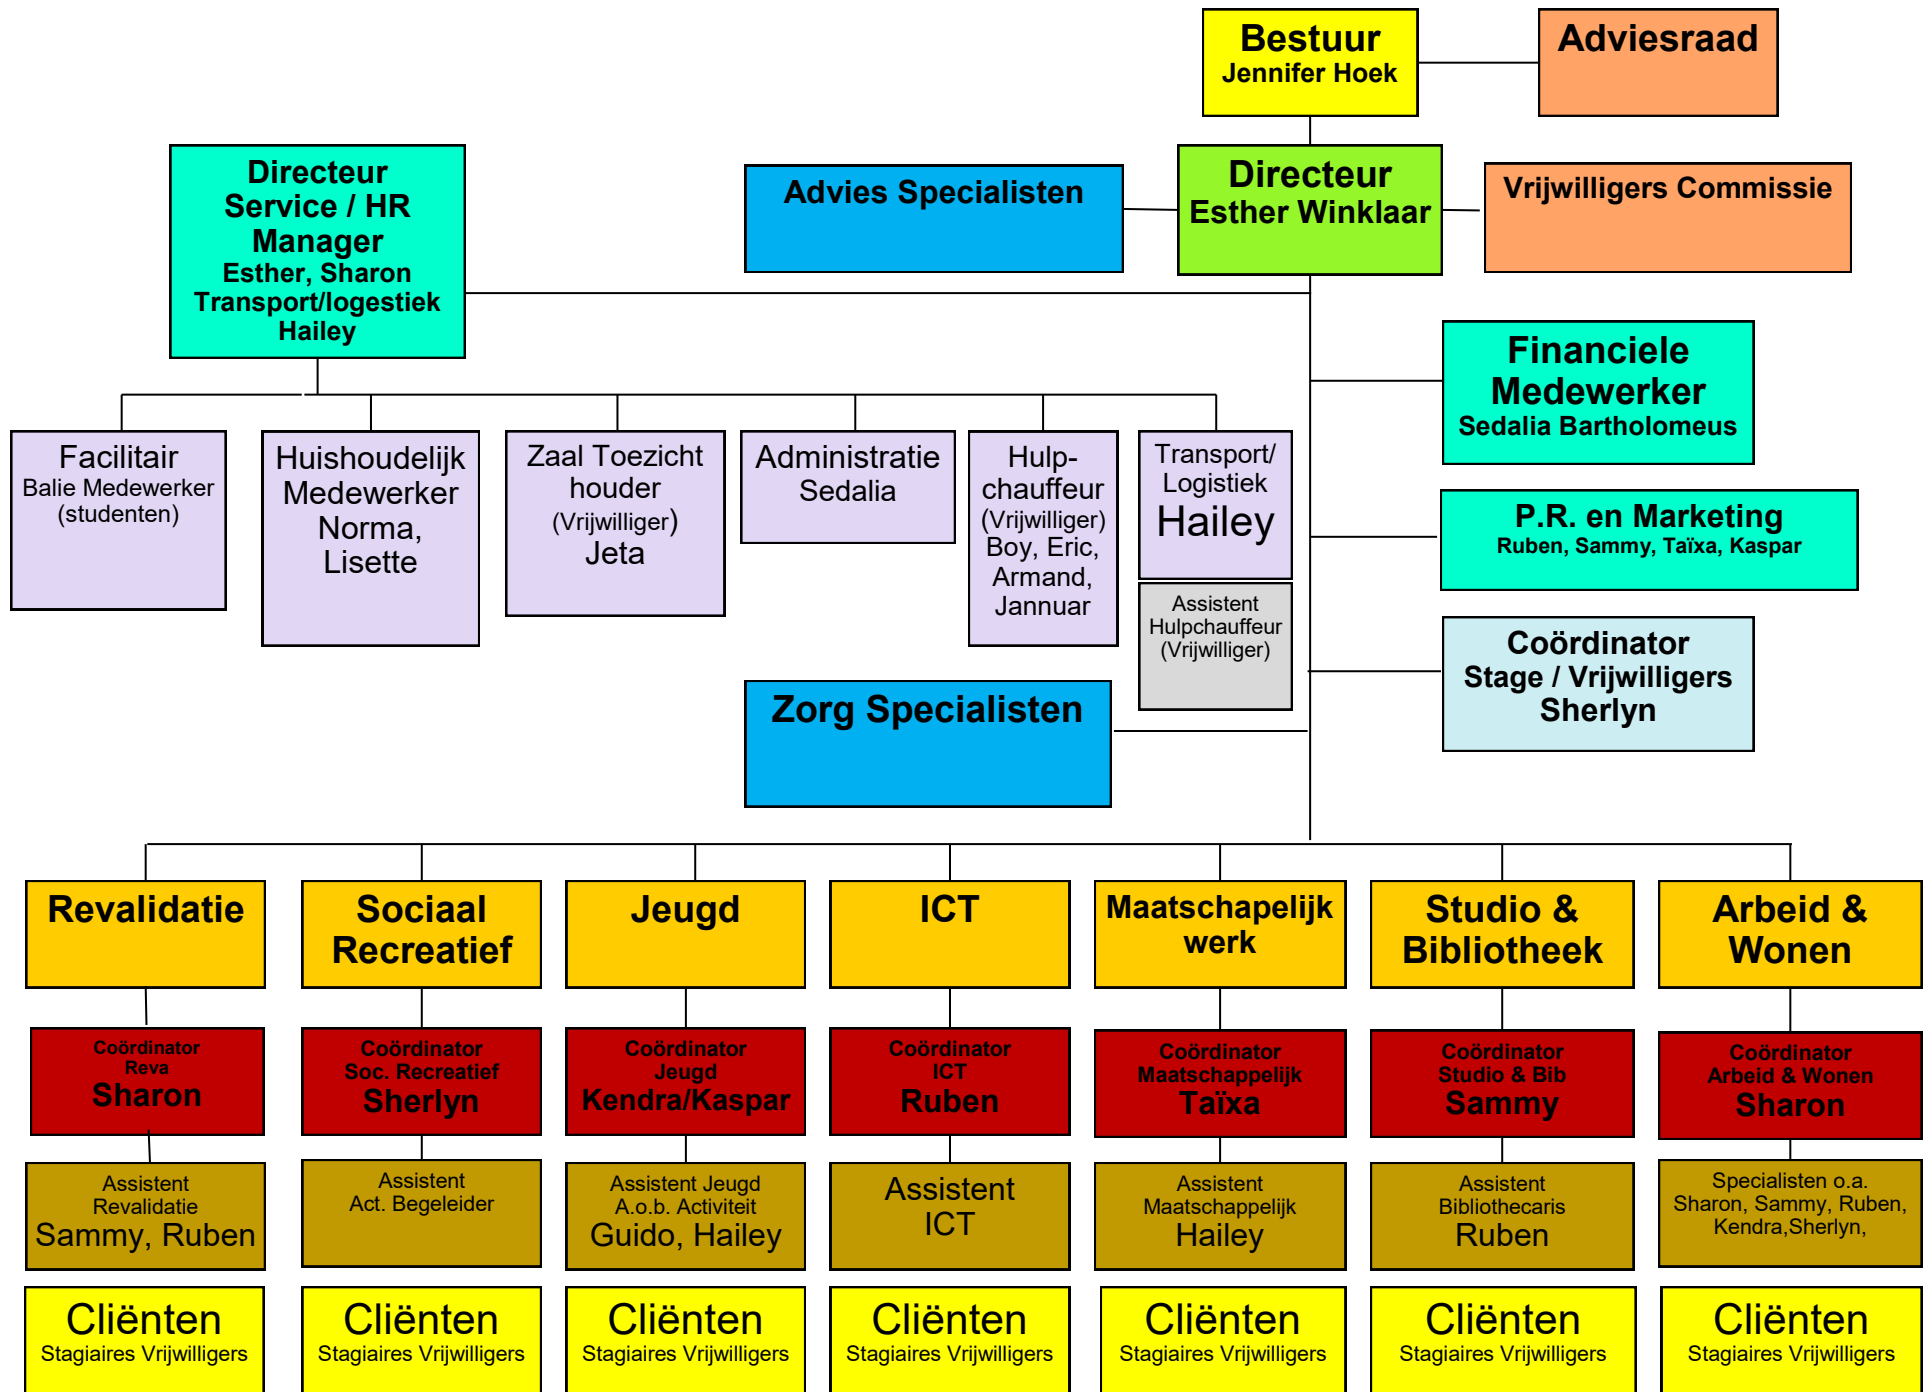 Bestuur
Jennifer Hoek
Adviesraad
Directeur
Service / HR
Manager
Esther, Sharon
Transport/logestiek
Hailey
Advies Specialisten
Directeur
Esther Winklaar
Vrijwilligers Commissie
Financiele
Medewerker
Sedalia Bartholomeus
Facilitair
Balie Medewerker
(studenten)
Huishoudelijk
Medewerker
Norma,
Lisette
Zaal Toezicht
houder
(Vrijwilliger)
Jeta
Administratie
Sedalia
Hulp-
chauffeur
(Vrijwilliger)
Boy, Eric,
Armand,
Jannuar
Transport/
Logistiek
Hailey
Assistent
Hulpchauffeur
(Vrijwilliger)
P.R. en Marketing
Ruben, Sammy, Taïxa, Kaspar
Coördinator
Stage / Vrijwilligers
Sherlyn
Zorg Specialisten
Revalidatie
Sociaal
Recreatief
Jeugd
ICT
Maatschapelijk
werk
Studio &
Bibliotheek
Arbeid &
Wonen
Coördinator
Reva
Sharon
Coördinator
Soc. Recreatief
Sherlyn
Coördinator
Jeugd
Kendra/Kaspar
Coördinator
ICT
Ruben
Coördinator
Maatschappelijk
Taïxa
Coördinator
Studio & Bib
Sammy
Coördinator
Arbeid & Wonen
Sharon
Assistent
Revalidatie
Sammy, Ruben
Assistent
Act. Begeleider
Assistent Jeugd
A.o.b. Activiteit
Guido, Hailey
Assistent
ICT
Assistent
Maatschappelijk
Hailey
Assistent
Bibliothecaris
Ruben
Specialisten o.a.
Sharon, Sammy, Ruben,
Kendra,Sherlyn,
Cliënten
Stagiaires Vrijwilligers
Cliënten
Stagiaires Vrijwilligers
Cliënten
Stagiaires Vrijwilligers
Cliënten
Stagiaires Vrijwilligers
Cliënten
Stagiaires Vrijwilligers
Cliënten
Stagiaires Vrijwilligers
Cliënten
Stagiaires Vrijwilligers